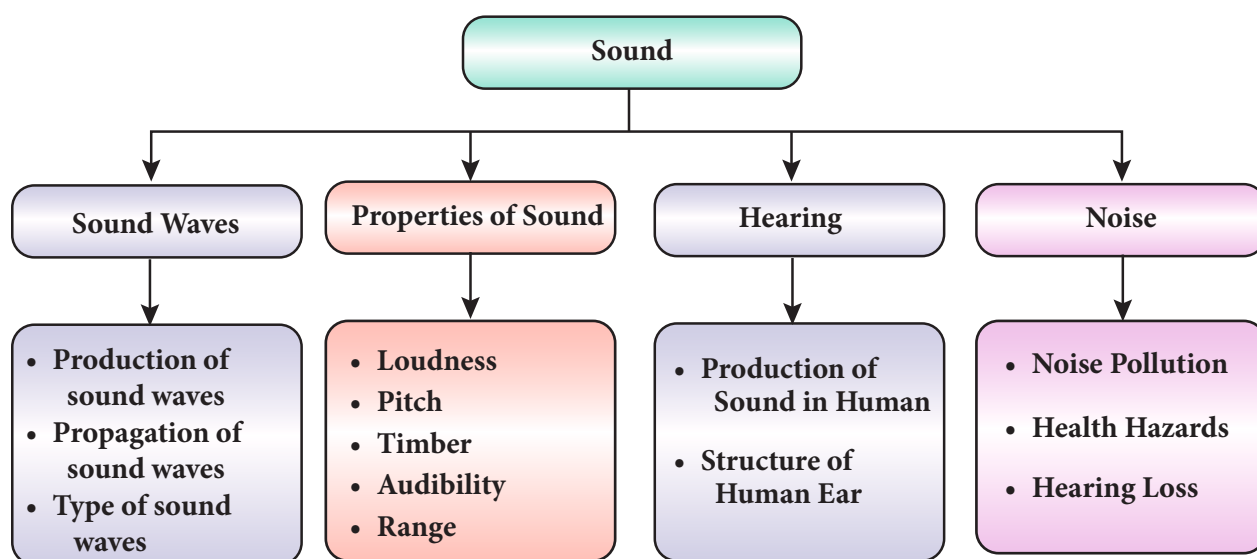 Sound
Sound Waves
Properties of Sound
Hearing
Noise
• Production of
sound waves
• Propagation of
sound waves
• Type of sound
waves
• Loudness
• Pitch
• Timber
• Audibility
• Range
• Production of
Sound in Human
• Structure of
Human Ear
• Noise Pollution
• Health Hazards
• Hearing Loss